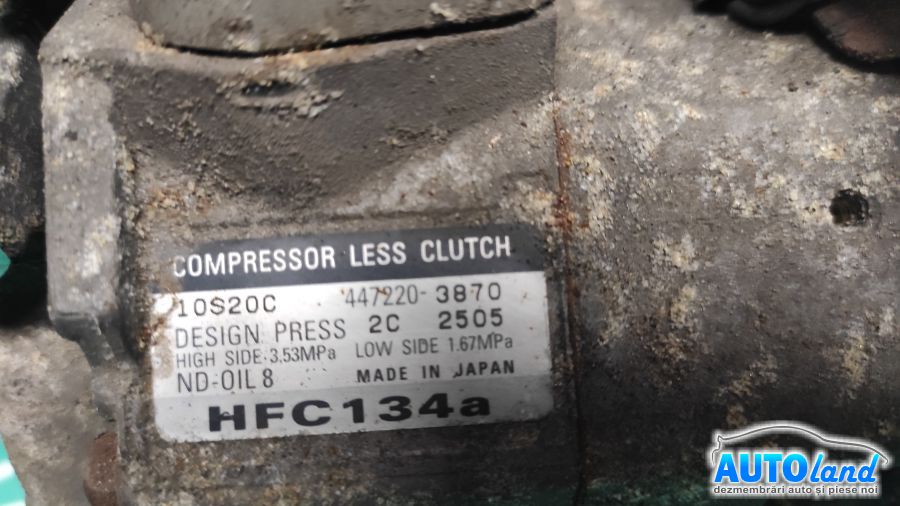 COMPRESSOR LESS CLUTCH
10S20C 447220-3870
DESIGN PRESS 2C 2505
HIGH SIDE:3.53MPa LOW SIDE 1.67MPa
ND-OIL 8 MADE IN JAPAN
HFC134a
AUTOland
dezmembrări auto și piese noi